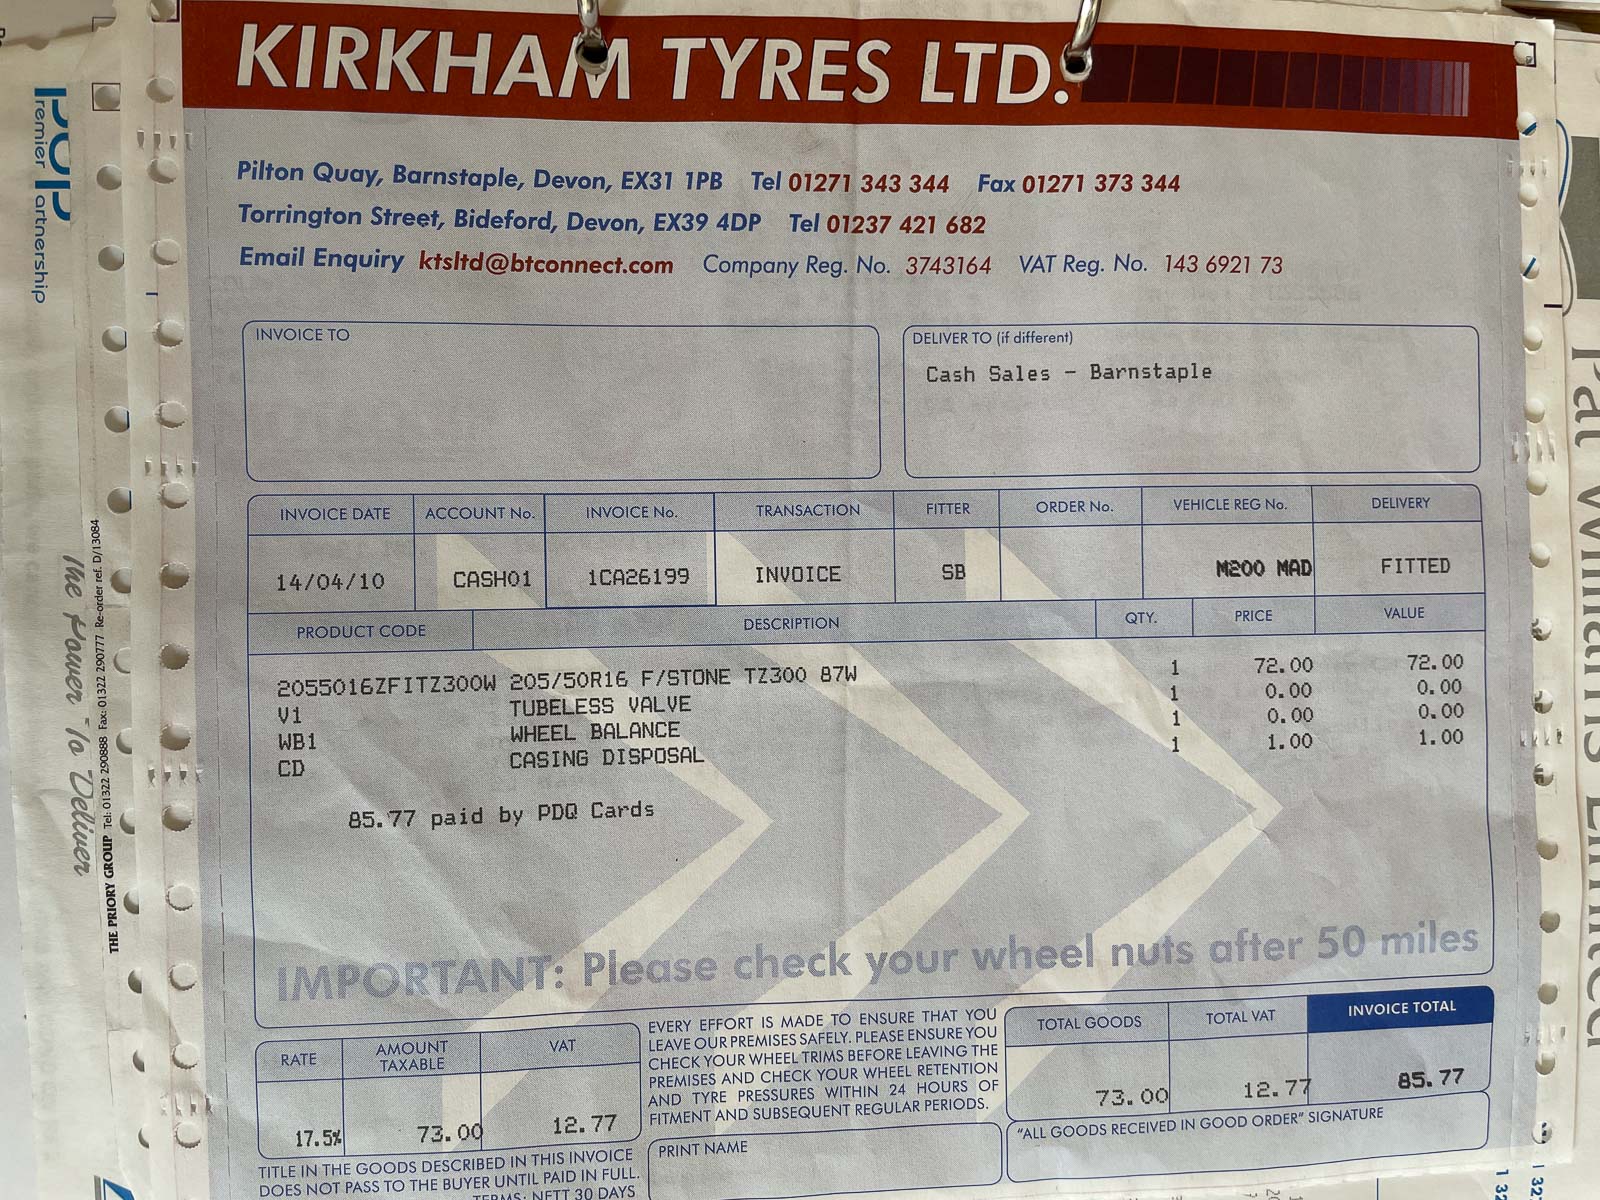 KIRKHAM TYRES LTD.
Pilton Quay, Barnstaple, Devon, EX31 1PB Tel 01271 343 344 Fax 01271 373 344
Torrington Street, Bideford, Devon, EX39 4DP Tel 01237 421 682
Email Enquiry ktsltd@btconnect.com Company Reg. No. 3743164 VAT Reg. No. 143 6921 73
INVOICE TO
DELIVER TO (if different)
Cash Sales - Barnstaple
INVOICE DATE ACCOUNT No. INVOICE No. TRANSACTION FITTER ORDER No. VEHICLE REG No. DELIVERY
14/04/10 CASH01 1CA26199 INVOICE SB M200 MAD FITTED
PRODUCT CODE DESCRIPTION QTY. PRICE VALUE
2055016ZFITZ300W 205/50R16 F/STONE TZ300 87W 1 72.00 72.00
V1 TUBELESS VALVE 1 0.00 0.00
WB1 WHEEL BALANCE 1 0.00 0.00
CD CASING DISPOSAL 1 1.00 1.00
85.77 paid by PDQ Cards
IMPORTANT: Please check your wheel nuts after 50 miles
RATE AMOUNT TAXABLE VAT
17.5% 73.00 12.77
EVERY EFFORT IS MADE TO ENSURE THAT YOU
LEAVE OUR PREMISES SAFELY. PLEASE ENSURE YOU
CHECK YOUR WHEEL TRIMS BEFORE LEAVING THE
PREMISES AND CHECK YOUR WHEEL RETENTION
AND TYRE PRESSURES WITHIN 24 HOURS OF
FITMENT AND SUBSEQUENT REGULAR PERIODS.
TOTAL GOODS TOTAL VAT INVOICE TOTAL
73.00 12.77 85.77
TITLE IN THE GOODS DESCRIBED IN THIS INVOICE
DOES NOT PASS TO THE BUYER UNTIL PAID IN FULL.
TERMS: NETT 30 DAYS
PRINT NAME
"ALL GOODS RECEIVED IN GOOD ORDER" SIGNATURE
Premier Partnership
The Power To Deliver
THE PRIORY GROUP Tel: 01322 290888 Fax: 01322 290777 Re-order ref. D/13084